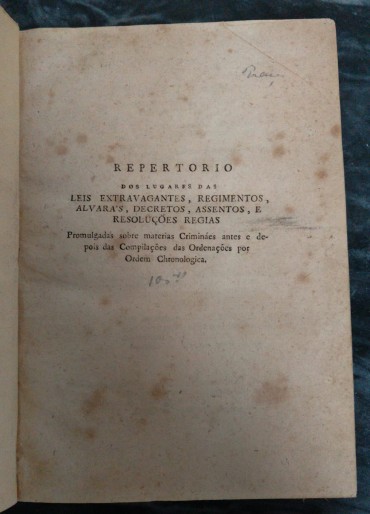 REPERTORIO
DOS LUGARES DAS
LEIS EXTRAVAGANTES, REGIMENTOS,
ALVARA'S, DECRETOS, ASSENTOS, E
RESOLUÇÕES REGIAS
Promulgadas sobre materias Criminàes antes e de-
pois das Compilações das Ordenações por
Ordem Chronologica.